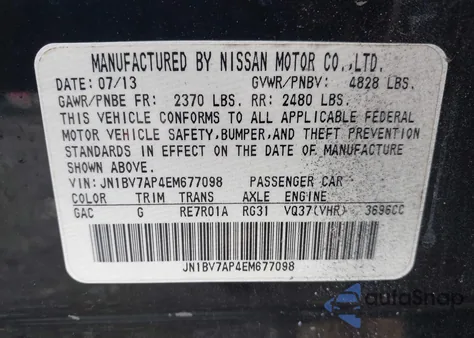 MANUFACTURED BY NISSAN MOTOR CO.,LTD.
DATE: 07/13 GVWR/PNBV: 4828 LBS.
GAWR/PNBE FR: 2370 LBS. RR: 2480 LBS.
THIS VEHICLE CONFORMS TO ALL APPLICABLE FEDERAL
MOTOR VEHICLE SAFETY,BUMPER,AND THEFT PREVENTION
STANDARDS IN EFFECT ON THE DATE OF MANUFACTURE
SHOWN ABOVE.
VIN: JN1BV7AP4EM677098 PASSENGER CAR
COLOR TRIM TRANS AXLE ENGINE
GAC G RE7R01A RG31 VQ37(VHR) 3696CC
JN1BV7AP4EM677098
autoSnap